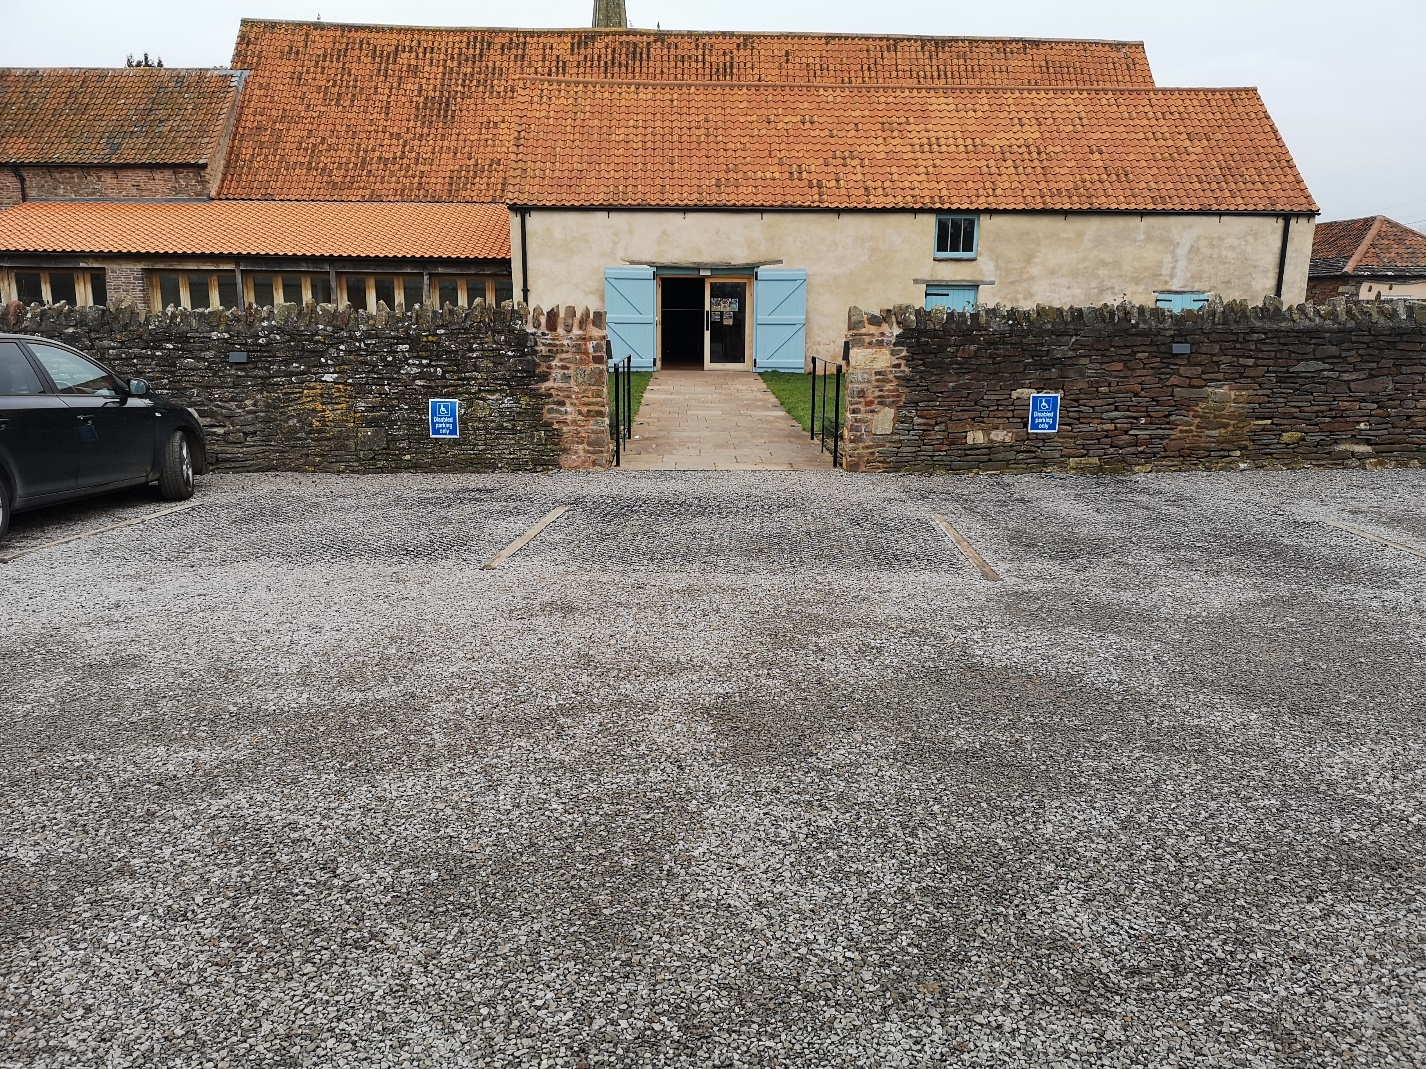 Disabled
parking
only
Disabled
parking
only